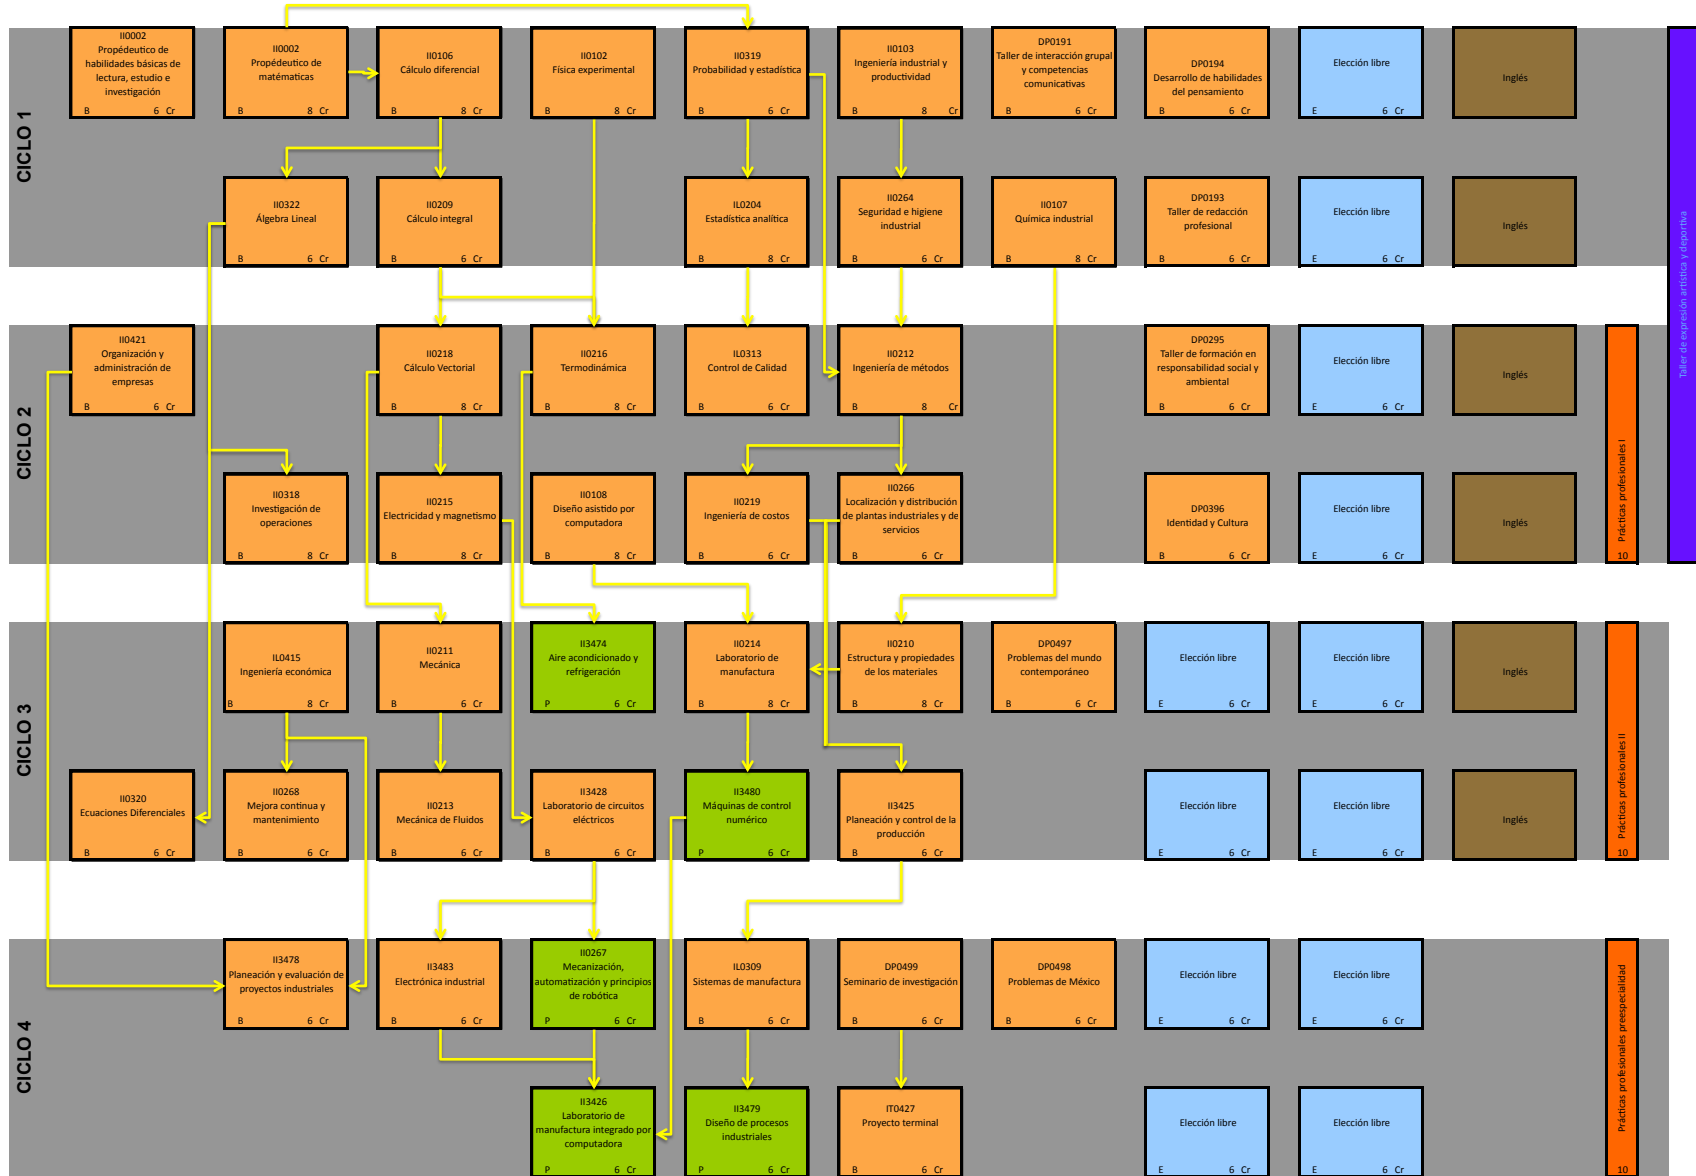 CICLO 1
II0002
Propédeutico de
habilidades básicas de
lectura, estudio e
investigación
B 6 Cr
II0002
Propédeutico de
matématicas
B 8 Cr
II0106
Cálculo diferencial
B 8 Cr
II0102
Física experimental
B 8 Cr
II0319
Probabilidad y estadística
B 6 Cr
II0103
Ingeniería industrial y
productividad
B 8 Cr
DP0191
Taller de interacción grupal
y competencias
comunicativas
B 6 Cr
DP0194
Desarrollo de habilidades
del pensamiento
B 6 Cr
Elección libre
E 6 Cr
Inglés
II0322
Álgebra Lineal
B 6 Cr
II0209
Cálculo integral
B 6 Cr
IL0204
Estadística analítica
B 8 Cr
II0264
Seguridad e higiene
industrial
B 6 Cr
II0107
Química industrial
B 8 Cr
DP0193
Taller de redacción
profesional
B 6 Cr
Elección libre
E 6 Cr
Inglés
Taller de expresión artística y deportiva
CICLO 2
II0421
Organización y
administración de
empresas
B 6 Cr
II0218
Cálculo Vectorial
B 8 Cr
II0216
Termodinámica
B 8 Cr
IL0313
Control de Calidad
B 6 Cr
II0212
Ingeniería de métodos
B 8 Cr
DP0295
Taller de formación en
responsabilidad social y
ambiental
B 6 Cr
Elección libre
E 6 Cr
Inglés
II0318
Investigación de
operaciones
B 8 Cr
II0215
Electricidad y magnetismo
B 8 Cr
II0108
Diseño asistido por
computadora
B 8 Cr
II0219
Ingeniería de costos
B 6 Cr
II0266
Localización y distribución
de plantas industriales y de
servicios
B 6 Cr
DP0396
Identidad y Cultura
B 6 Cr
Elección libre
E 6 Cr
Inglés
Prácticas profesionales I
10
CICLO 3
IL0415
Ingeniería económica
B 8 Cr
II0211
Mecánica
B 6 Cr
II3474
Aire acondicionado y
refrigeración
P 6 Cr
II0214
Laboratorio de
manufactura
B 8 Cr
II0210
Estructura y propiedades
de los materiales
B 8 Cr
DP0497
Problemas del mundo
contemporáneo
B 6 Cr
Elección libre
E 6 Cr
Elección libre
E 6 Cr
Inglés
II0320
Ecuaciones Diferenciales
B 6 Cr
II0268
Mejora continua y
mantenimiento
B 6 Cr
II0213
Mecánica de Fluidos
B 6 Cr
II3428
Laboratorio de circuitos
eléctricos
B 6 Cr
II3480
Máquinas de control
numérico
P 6 Cr
II3425
Planeación y control de la
producción
B 6 Cr
Elección libre
E 6 Cr
Elección libre
E 6 Cr
Inglés
Prácticas profesionales II
10
CICLO 4
II3478
Planeación y evaluación de
proyectos industriales
B 6 Cr
II3483
Electrónica industrial
B 6 Cr
II0267
Mecanización,
automatización y principios
de robótica
P 6 Cr
IL0309
Sistemas de manufactura
B 6 Cr
DP0499
Seminario de investigación
B 6 Cr
DP0498
Problemas de México
B 6 Cr
Elección libre
E 6 Cr
Elección libre
E 6 Cr
II3426
Laboratorio de
manufactura integrado por
computadora
P 6 Cr
II3479
Diseño de procesos
industriales
P 6 Cr
IT0427
Proyecto terminal
B 6 Cr
Elección libre
E 6 Cr
Elección libre
E 6 Cr
Prácticas profesionales preespecialidad
10